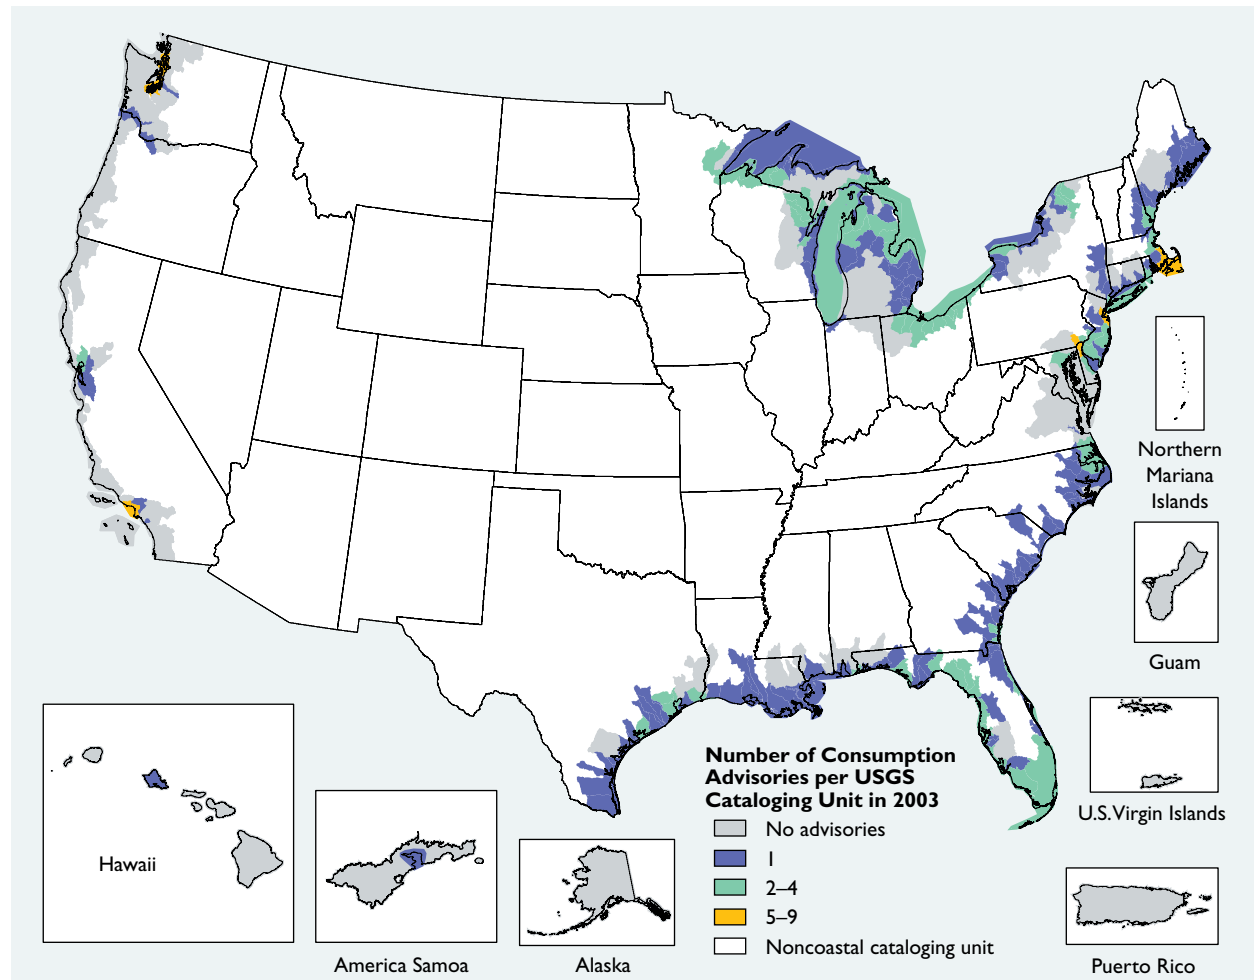 Northern
Mariana
Islands
Guam
U.S. Virgin Islands
Puerto Rico
Hawaii
America Samoa
Alaska
Number of Consumption
Advisories per USGS
Cataloging Unit in 2003
No advisories
1
2–4
5–9
Noncoastal cataloging unit